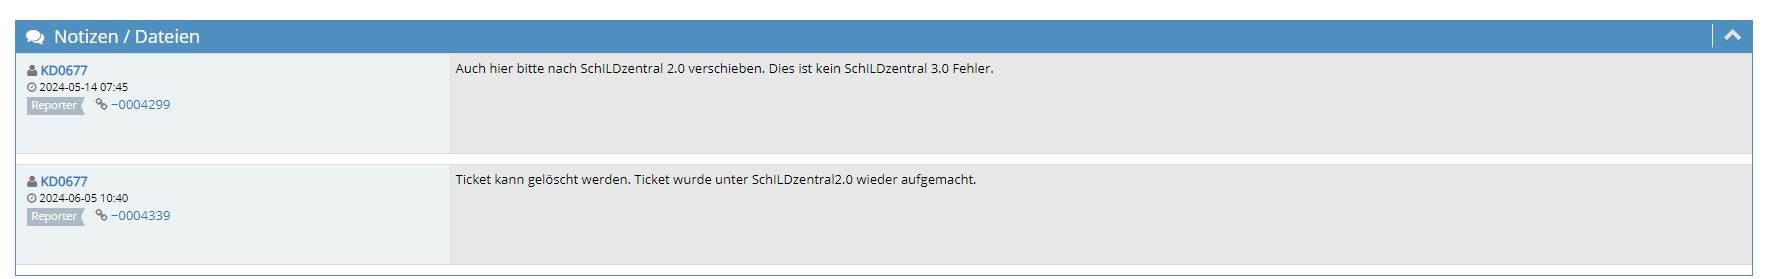 Notizen / Dateien
KD0677
2024-05-14 07:45
Reporter ~0004299
Auch hier bitte nach SchILDzentral 2.0 verschieben. Dies ist kein SchILDzentral 3.0 Fehler.
KD0677
2024-06-05 10:40
Reporter ~0004339
Ticket kann gelöscht werden. Ticket wurde unter SchILDzentral2.0 wieder aufgemacht.